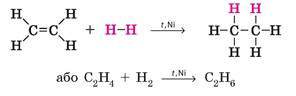 H H H H
C=C + H–H t, Ni → H–C–C–H
H H H H
або C₂H₄ + H₂ t, Ni → C₂H₆